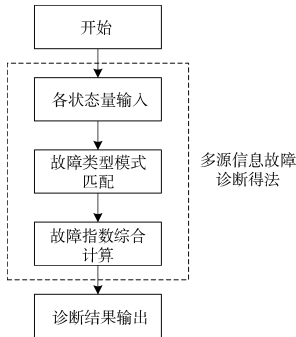 开始
各状态量输入
故障类型模式
匹配
多源信息故障
诊断得法
故障指数综合
计算
诊断结果输出